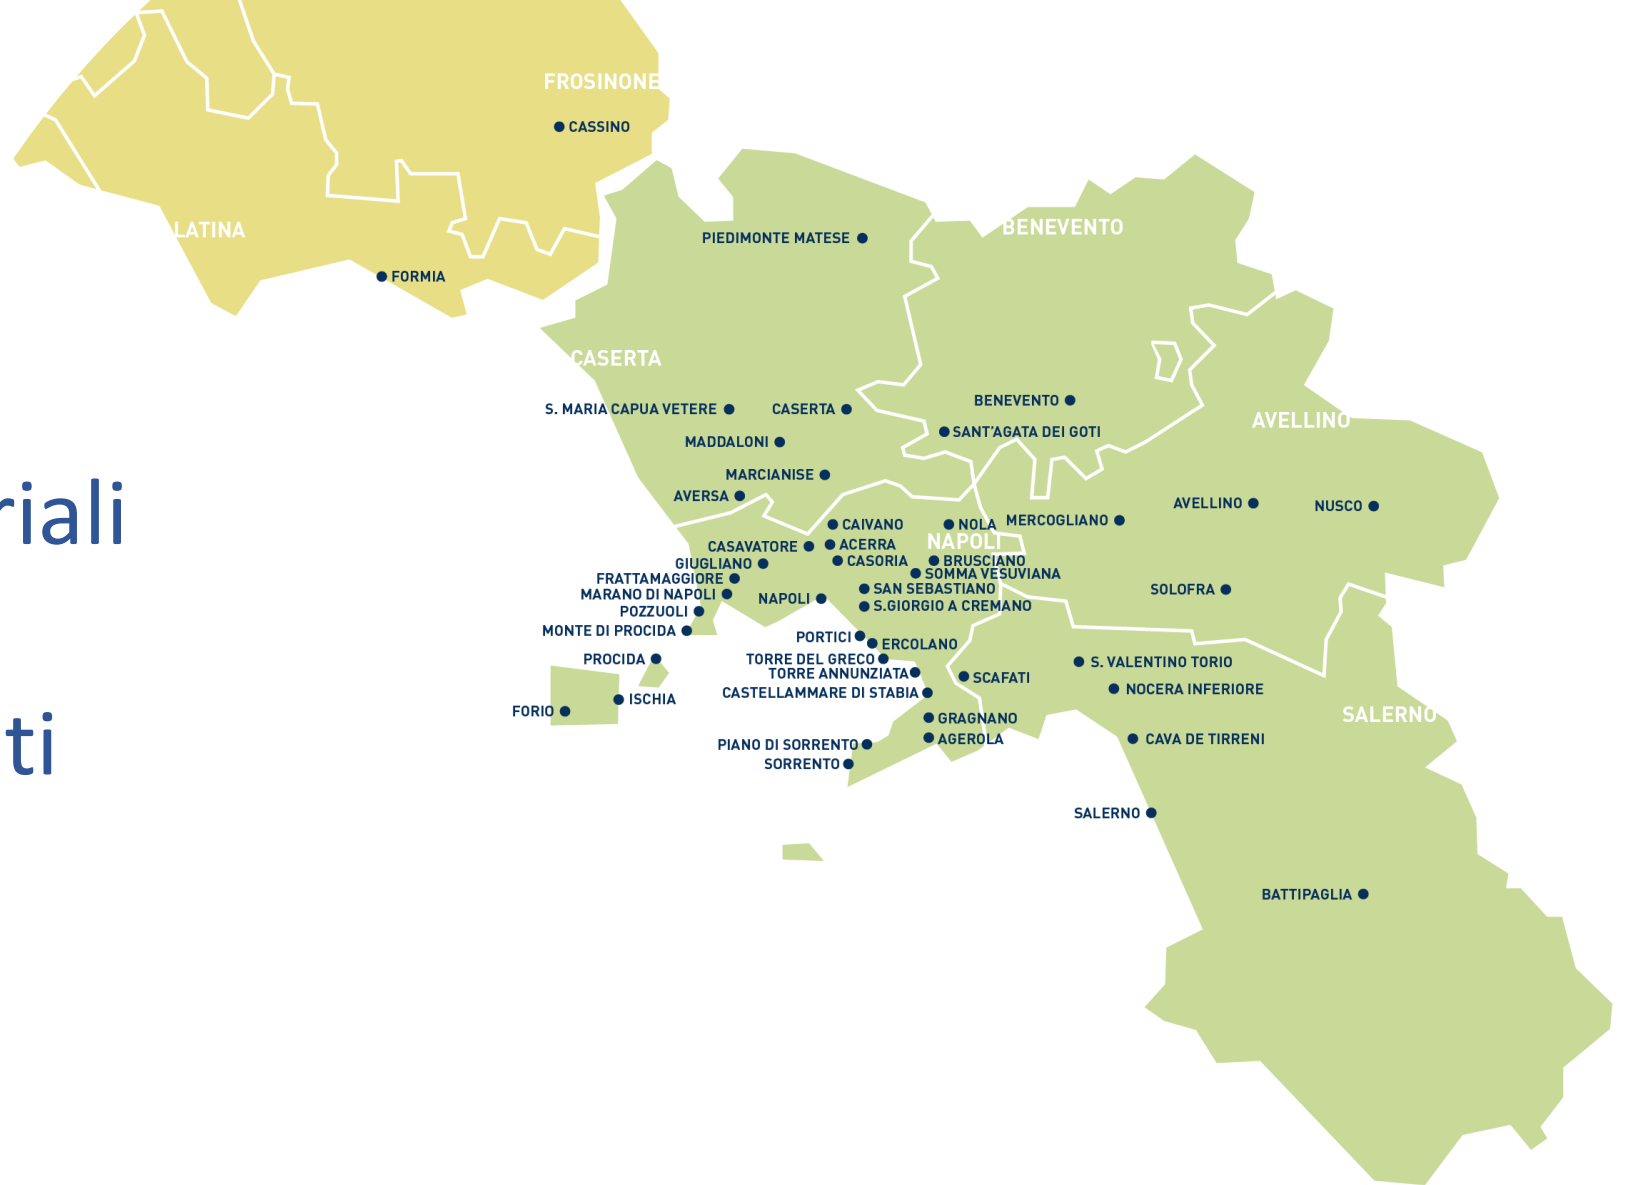 FROSINONE
CASSINO
LATINA
BENEVENTO
PIEDIMONTE MATESE
FORMIA
CASERTA
BENEVENTO
S. MARIA CAPUA VETERE
CASERTA
AVELLINO
SANT'AGATA DEI GOTI
MADDALONI
MARCIANISE
AVERSA
AVELLINO
NUSCO
riali
MERCOGLIANO
CAIVANO
NOLA
NAPOLI
CASAVATORE
ACERRA
GIUGLIANO
CASORIA
BRUSCIANO
SOMMA VESUVIANA
FRATTAMAGGIORE
SAN SEBASTIANO
SOLOFRA
MARANO DI NAPOLI
NAPOLI
S.GIORGIO A CREMANO
POZZUOLI
MONTE DI PROCIDA
PORTICI
ERCOLANO
PROCIDA
TORRE DEL GRECO
S. VALENTINO TORIO
TORRE ANNUNZIATA
SCAFATI
NOCERA INFERIORE
CASTELLAMMARE DI STABIA
ISCHIA
FORIO
SALERNO
GRAGNANO
AGEROLA
CAVA DE TIRRENI
PIANO DI SORRENTO
ti
SORRENTO
SALERNO
BATTIPAGLIA